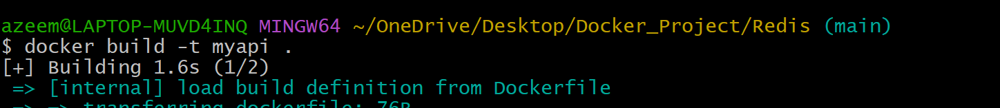 azeem@LAPTOP-MUVD4INQ MINGW64 ~/OneDrive/Desktop/Docker_Project/Redis (main)
$ docker build -t myapi .
[+] Building 1.6s (1/2)
=> [internal] load build definition from Dockerfile
=> => transferring dockerfile: 76B